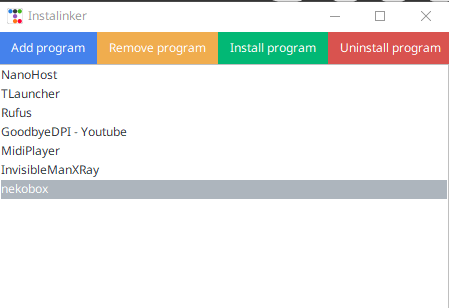 Instalinker
Add program Remove program Install program Uninstall program
NanoHost
TLauncher
Rufus
GoodbyeDPI - Youtube
MidiPlayer
InvisibleManXRay
nekobox